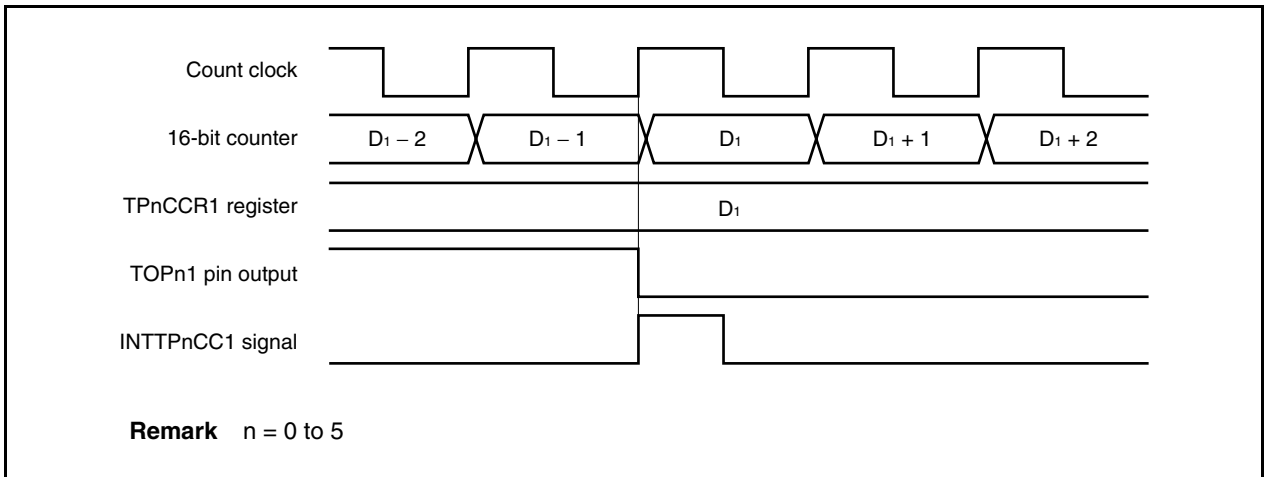 Count clock
16-bit counter D₁ − 2 D₁ − 1 D₁ D₁ + 1 D₁ + 2
TPnCCR1 register D₁
TOPn1 pin output
INTTPnCC1 signal
Remark n = 0 to 5